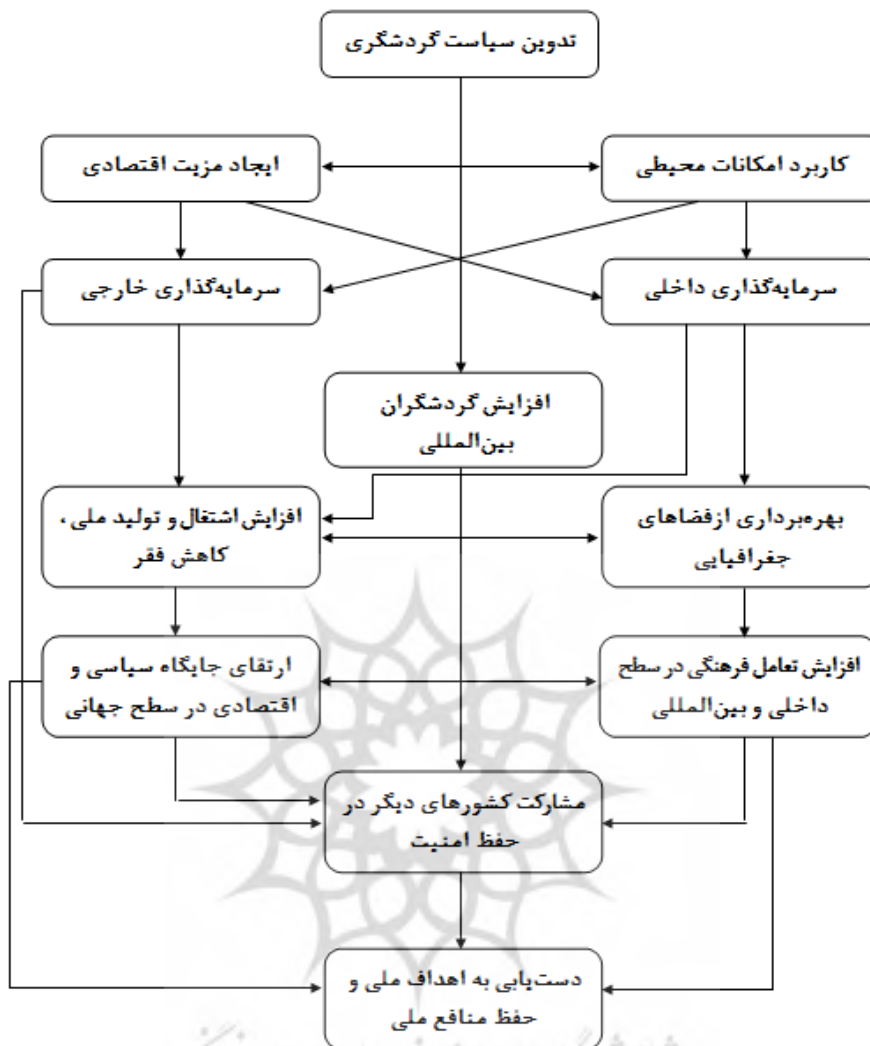 تدوین سیاست گردشگری
کاربرد امکانات محیطی
ایجاد مزیت اقتصادی
سرمایه‌گذاری داخلی
سرمایه‌گذاری خارجی
افزایش گردشگران
بین‌المللی
بهره‌برداری ازفضاهای
جغرافیایی
افزایش اشتغال و تولید ملی ،
کاهش فقر
افزایش تعامل فرهنگی در سطح
داخلی و بین‌المللی
ارتقای جایگاه سیاسی و
اقتصادی در سطح جهانی
مشارکت کشورهای دیگر در
حفظ امنیت
دست‌یابی به اهداف ملی و
حفظ منافع ملی